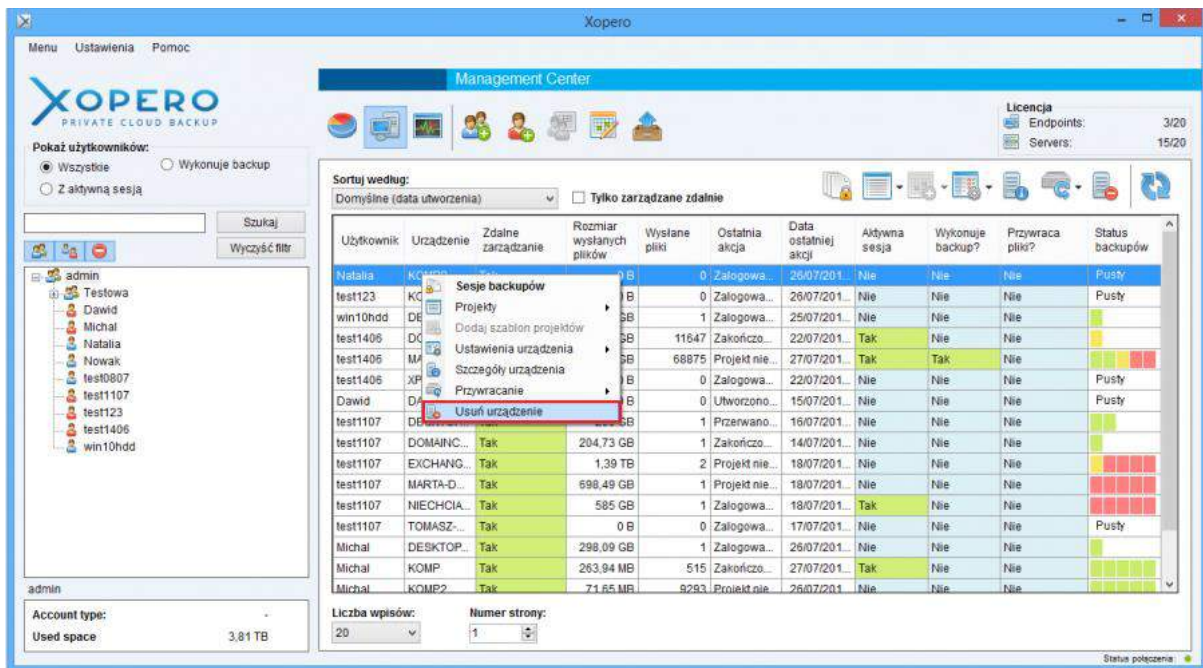 Xopero
Menu Ustawienia Pomoc
XOPERO
PRIVATE CLOUD BACKUP
Management Center
Licencja
Endpoints: 3/20
Servers: 15/20
Pokaż użytkowników:
Wszystkie Wykonuje backup
Z aktywną sesją
Szukaj
Wyczyść filtr
admin
Testowa
Dawid
Michal
Natalia
Nowak
test0807
test1107
test123
test1406
win10hdd
admin
Account type: -
Used space 3,81 TB
Sortuj według:
Domyślne (data utworzenia) Tylko zarządzane zdalnie
Użytkownik Urządzenie Zdalne zarządzanie Rozmiar wysłanych plików Wysłane pliki Ostatnia akcja Data ostatniej akcji Aktywna sesja Wykonuje backup? Przywraca pliki? Status backupów
Natalia 0 B 0 Zalogowa... 26/07/201... Nie Nie Nie Pusty
test123 KC B 0 Zalogowa... 26/07/201... Nie Nie Nie Pusty
win10hdd DE GB 1 Zalogowa... 25/07/201... Nie Nie Nie
test1406 DC GB 11647 Zakończo... 22/07/201... Tak Nie Nie
test1406 MA GB 68875 Projekt nie... 27/07/201... Tak Tak Nie
test1406 XP B 0 Zalogowa... 22/07/201... Nie Nie Nie Pusty
Dawid DA B 0 Utworzono... 15/07/201... Nie Nie Nie Pusty
test1107 GB 1 Przerwano... 16/07/201... Nie Nie Nie
test1107 DOMAINC... Tak 204,73 GB 1 Zakończo... 14/07/201... Nie Nie Nie
test1107 EXCHANG... Tak 1,39 TB 2 Projekt nie... 18/07/201... Nie Nie Nie
test1107 MARTA-D... Tak 698,49 GB 1 Projekt nie... 18/07/201... Nie Nie Nie
test1107 NIECHCIA... Tak 585 GB 1 Zalogowa... 18/07/201... Tak Nie Nie
test1107 TOMASZ-... Tak 0 B 0 Zalogowa... 17/07/201... Nie Nie Nie Pusty
Michal DESKTOP... Tak 298,09 GB 1 Zalogowa... 26/07/201... Nie Nie Nie
Michal KOMP Tak 263,94 MB 515 Zakończo... 27/07/201... Tak Nie Nie
Michal KOMP2 Tak 71,65 MB 9293 Projekt nie... 26/07/201... Nie Nie Nie
Sesje backupów
Projekty
Dodaj szablon projektów
Ustawienia urządzenia
Szczegóły urządzenia
Przywracanie
Usuń urządzenie
Liczba wpisów: Numer strony:
20 1
Status połączenia